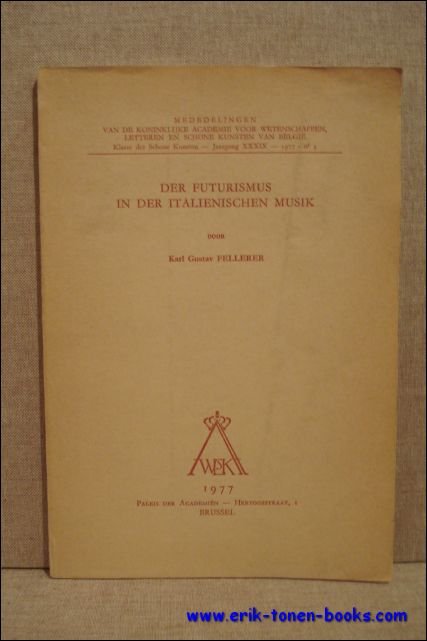 MEDEDELINGEN
VAN DE KONINKLIJKE ACADEMIE VOOR WETENSCHAPPEN,
LETTEREN EN SCHONE KUNSTEN VAN BELGIË
Klasse der Schone Kunsten — Jaargang XXXIX — 1977 - nr 3
DER FUTURISMUS
IN DER ITALIENISCHEN MUSIK
DOOR
Karl Gustav FELLERER
AWLSK
1977
PALEIS DER ACADEMIËN — HERTOGSSTRAAT, 1
BRUSSEL
www.erik-tonen-books.com